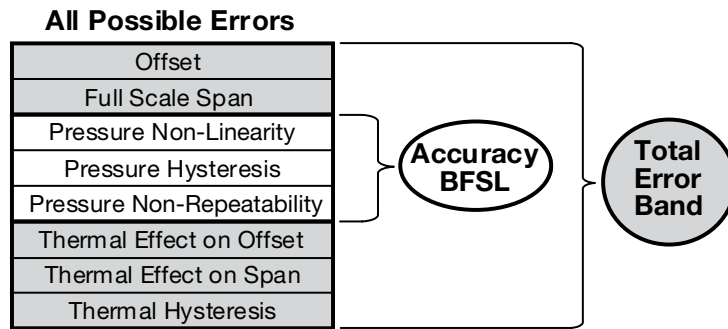 All Possible Errors
Offset
Full Scale Span
Pressure Non-Linearity
Pressure Hysteresis
Pressure Non-Repeatability
Thermal Effect on Offset
Thermal Effect on Span
Thermal Hysteresis
Accuracy
BFSL
Total
Error
Band